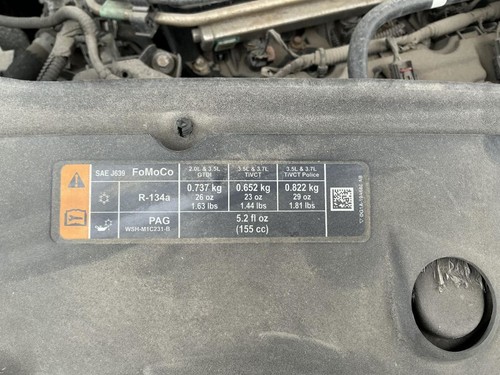 SAE J639 FoMoCo 2.0L & 3.5L GTDI 3.5L & 3.7L TiVCT 3.5L & 3.7L TiVCT Police
R-134a 0.737 kg 26 oz 1.63 lbs 0.652 kg 23 oz 1.44 lbs 0.822 kg 29 oz 1.81 lbs
PAG WSH-M1C231-B 5.2 fl oz (155 cc)